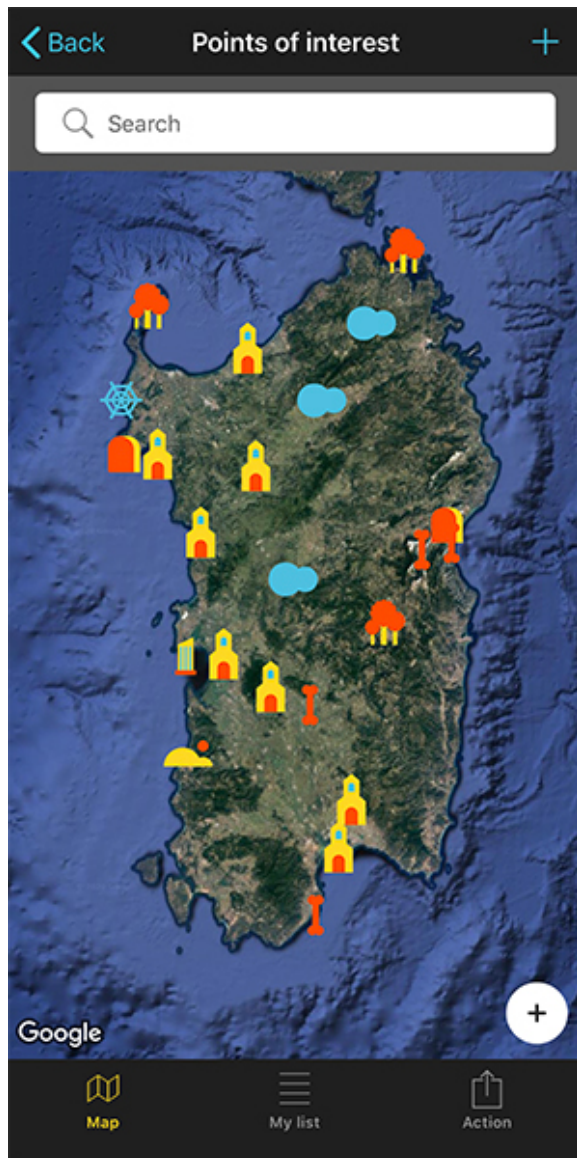 Back
Points of interest
Search
Google
Map
My list
Action